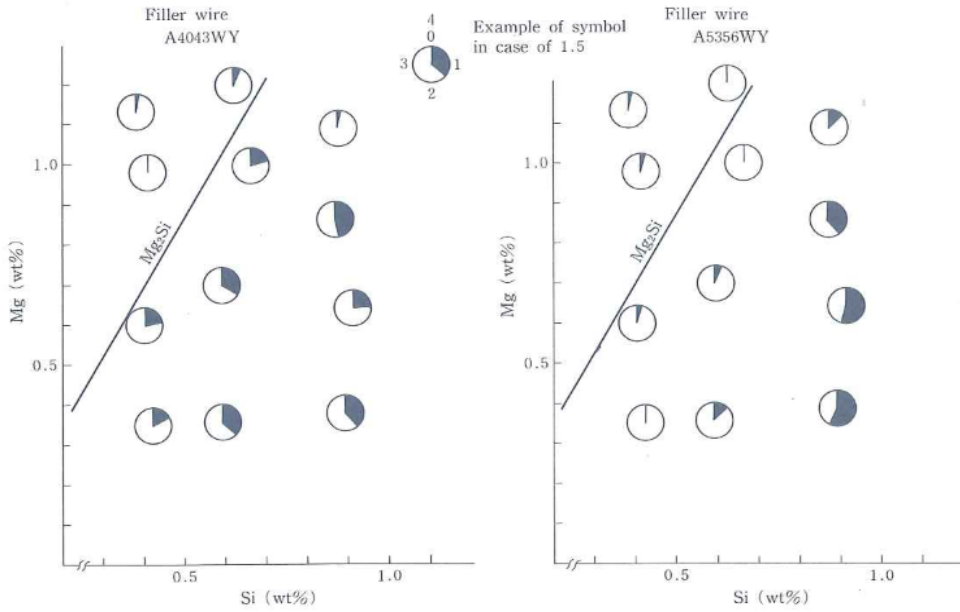 Filler wire
A4043WY
4
0
3
1
2
Example of symbol
in case of 1.5
Filler wire
A5356WY
1.0
0.5
Mg (wt%)
Mg₂Si
0.5
1.0
Si (wt%)
1.0
0.5
Mg (wt%)
Mg₂Si
0.5
1.0
Si (wt%)